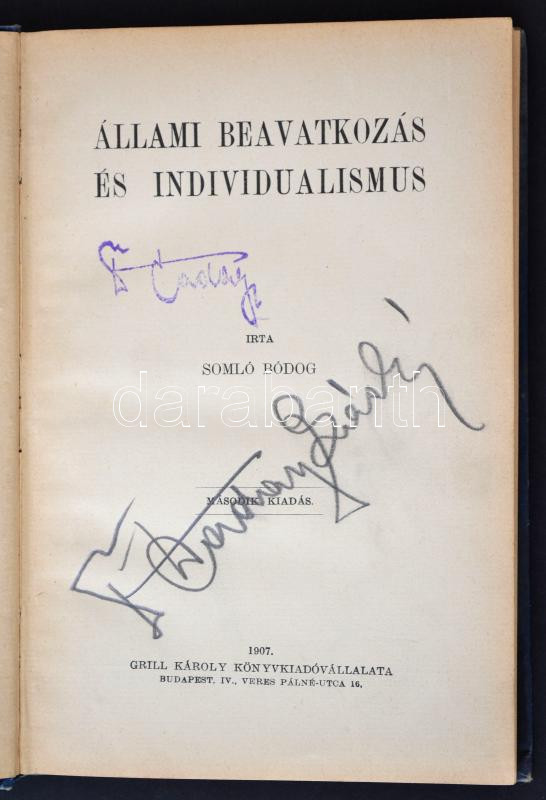 ÁLLAMI BEAVATKOZÁS
ÉS INDIVIDUALISMUS
IRTA
SOMLÓ BÓDOG
darabanth
MÁSODIK KIADÁS.
1907.
GRILL KÁROLY KÖNYVKIADÓVÁLLALATA
BUDAPEST, IV., VERES PÁLNÉ-UTCA 16.